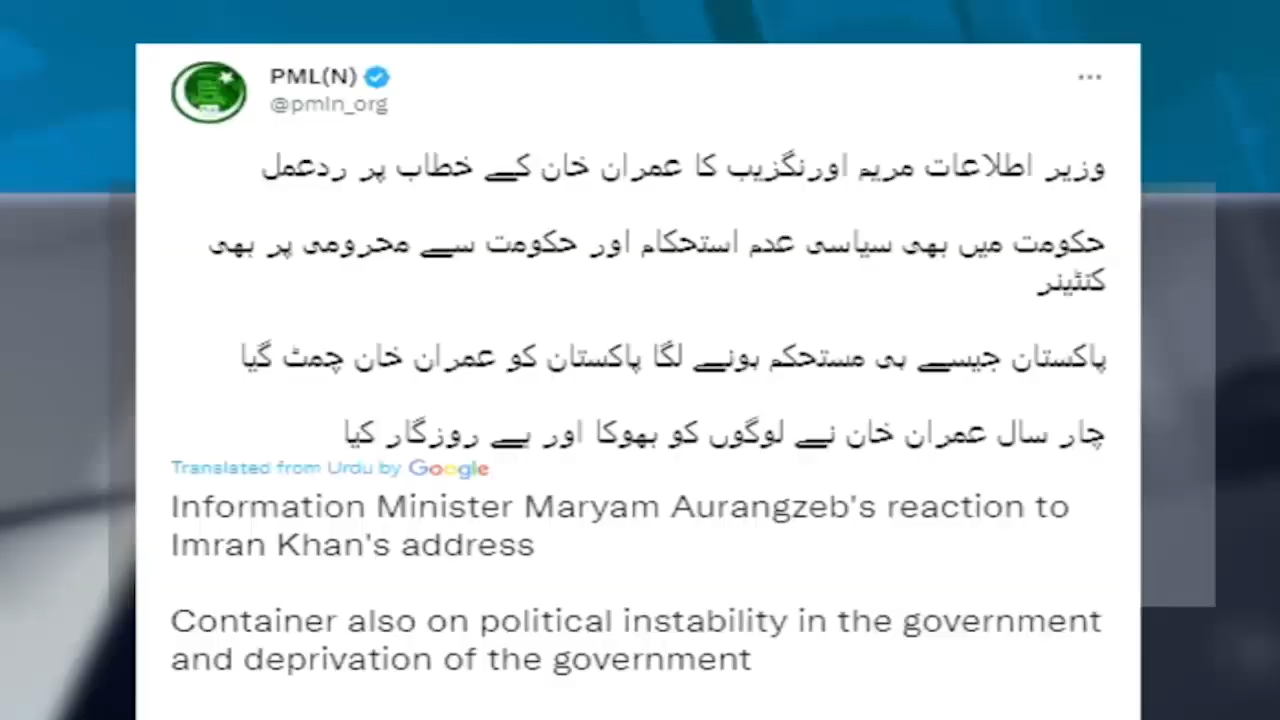 PML(N)
@pmln_org
وزیر اطلاعات مریم اورنگزیب کا عمران خان کے خطاب پر ردعمل
حکومت میں بھی سیاسی عدم استحکام اور حکومت سے محرومی پر بھی
کنٹینر
پاکستان جیسے ہی مستحکم ہونے لگا پاکستان کو عمران خان چمٹ گیا
چار سال عمران خان نے لوگوں کو بھوکا اور بے روزگار کیا
Translated from Urdu by Google
Information Minister Maryam Aurangzeb's reaction to
Imran Khan's address
Container also on political instability in the government
and deprivation of the government